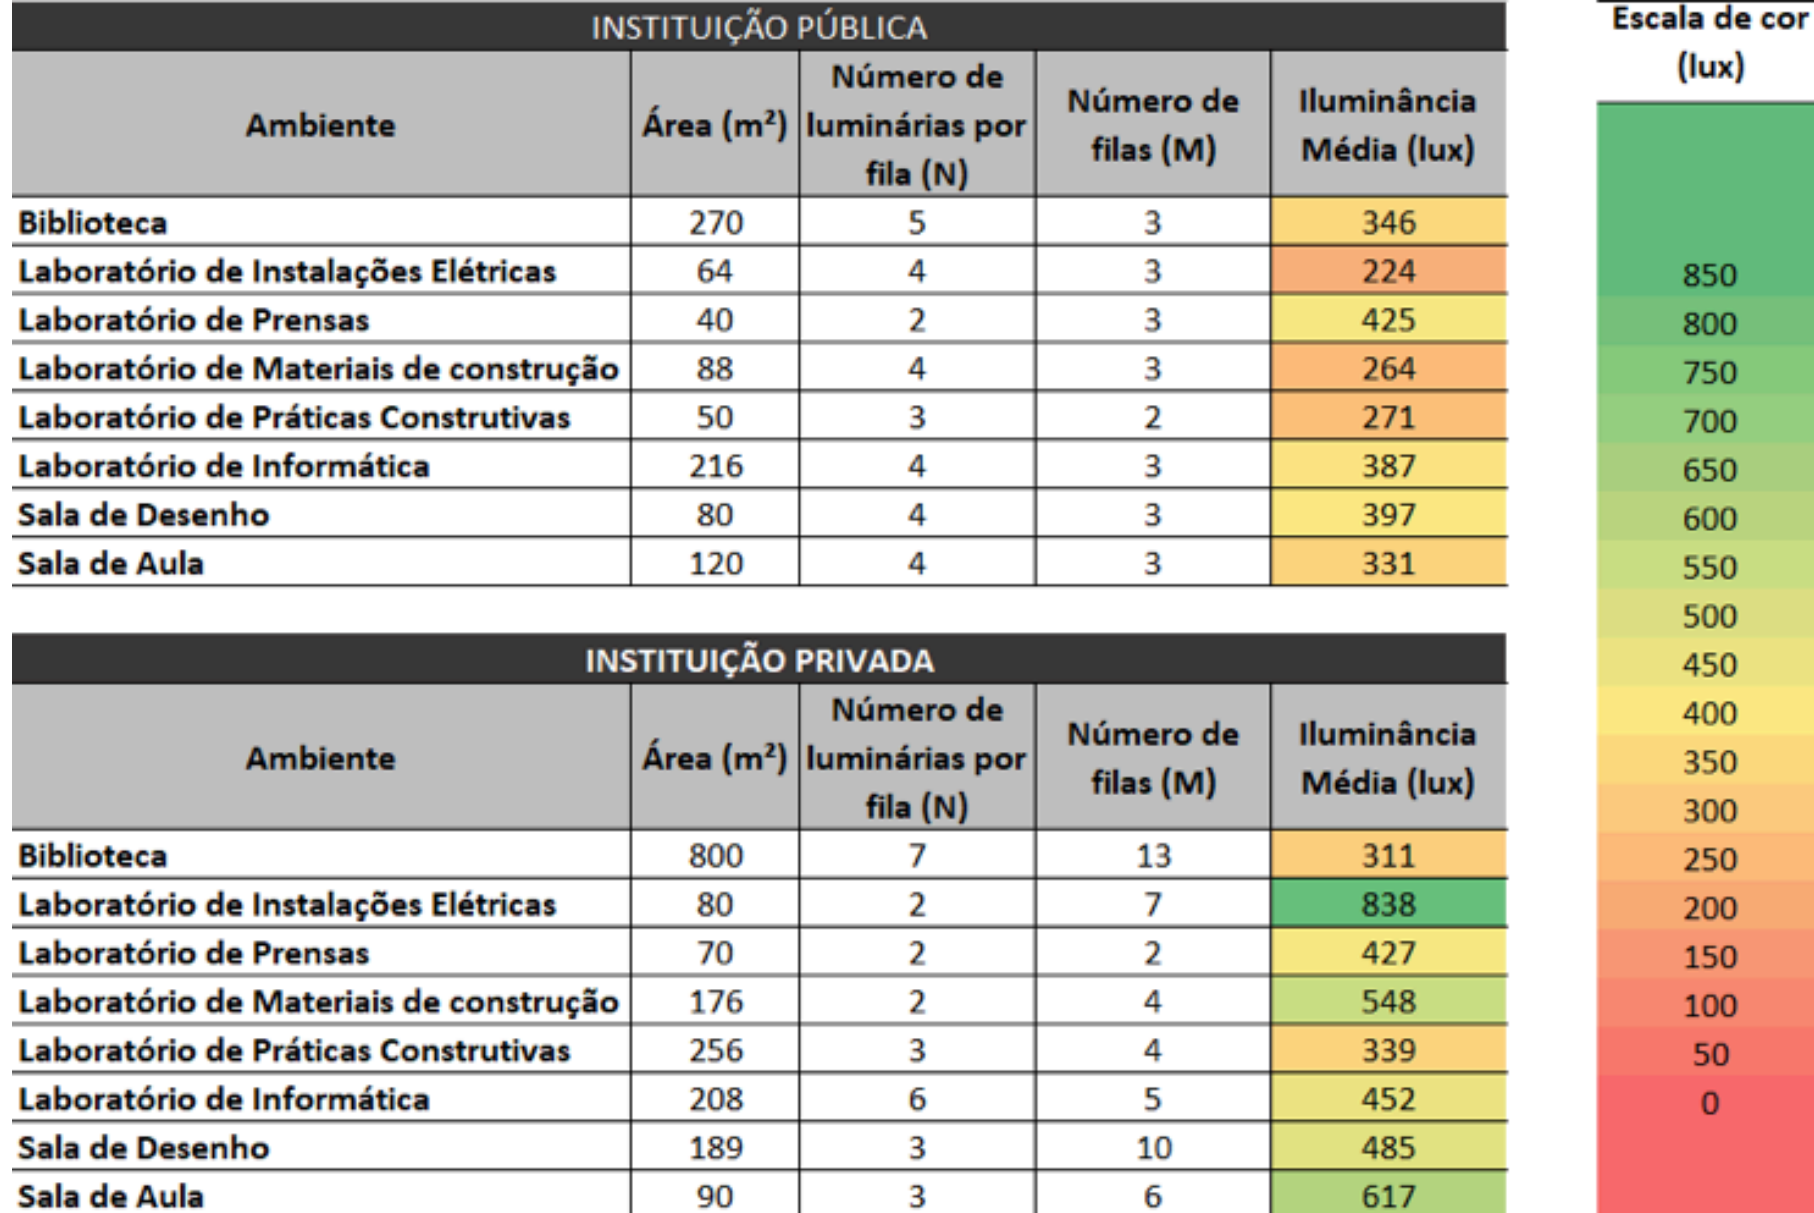 INSTITUIÇÃO PÚBLICA
Ambiente Área (m²) Número de luminárias por fila (N) Número de filas (M) Iluminância Média (lux)
Biblioteca 270 5 3 346
Laboratório de Instalações Elétricas 64 4 3 224
Laboratório de Prensas 40 2 3 425
Laboratório de Materiais de construção 88 4 3 264
Laboratório de Práticas Construtivas 50 3 2 271
Laboratório de Informática 216 4 3 387
Sala de Desenho 80 4 3 397
Sala de Aula 120 4 3 331
INSTITUIÇÃO PRIVADA
Ambiente Área (m²) Número de luminárias por fila (N) Número de filas (M) Iluminância Média (lux)
Biblioteca 800 7 13 311
Laboratório de Instalações Elétricas 80 2 7 838
Laboratório de Prensas 70 2 2 427
Laboratório de Materiais de construção 176 2 4 548
Laboratório de Práticas Construtivas 256 3 4 339
Laboratório de Informática 208 6 5 452
Sala de Desenho 189 3 10 485
Sala de Aula 90 3 6 617
Escala de cor
(lux)
850
800
750
700
650
600
550
500
450
400
350
300
250
200
150
100
50
0